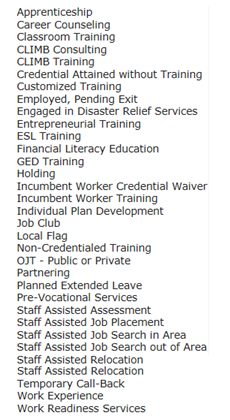 Apprenticeship
Career Counseling
Classroom Training
CLIMB Consulting
CLIMB Training
Credential Attained without Training
Customized Training
Employed, Pending Exit
Engaged in Disaster Relief Services
Entrepreneurial Training
ESL Training
Financial Literacy Education
GED Training
Holding
Incumbent Worker Credential Waiver
Incumbent Worker Training
Individual Plan Development
Job Club
Local Flag
Non-Credentialed Training
OJT - Public or Private
Partnering
Planned Extended Leave
Pre-Vocational Services
Staff Assisted Assessment
Staff Assisted Job Placement
Staff Assisted Job Search in Area
Staff Assisted Job Search out of Area
Staff Assisted Relocation
Staff Assisted Relocation
Temporary Call-Back
Work Experience
Work Readiness Services